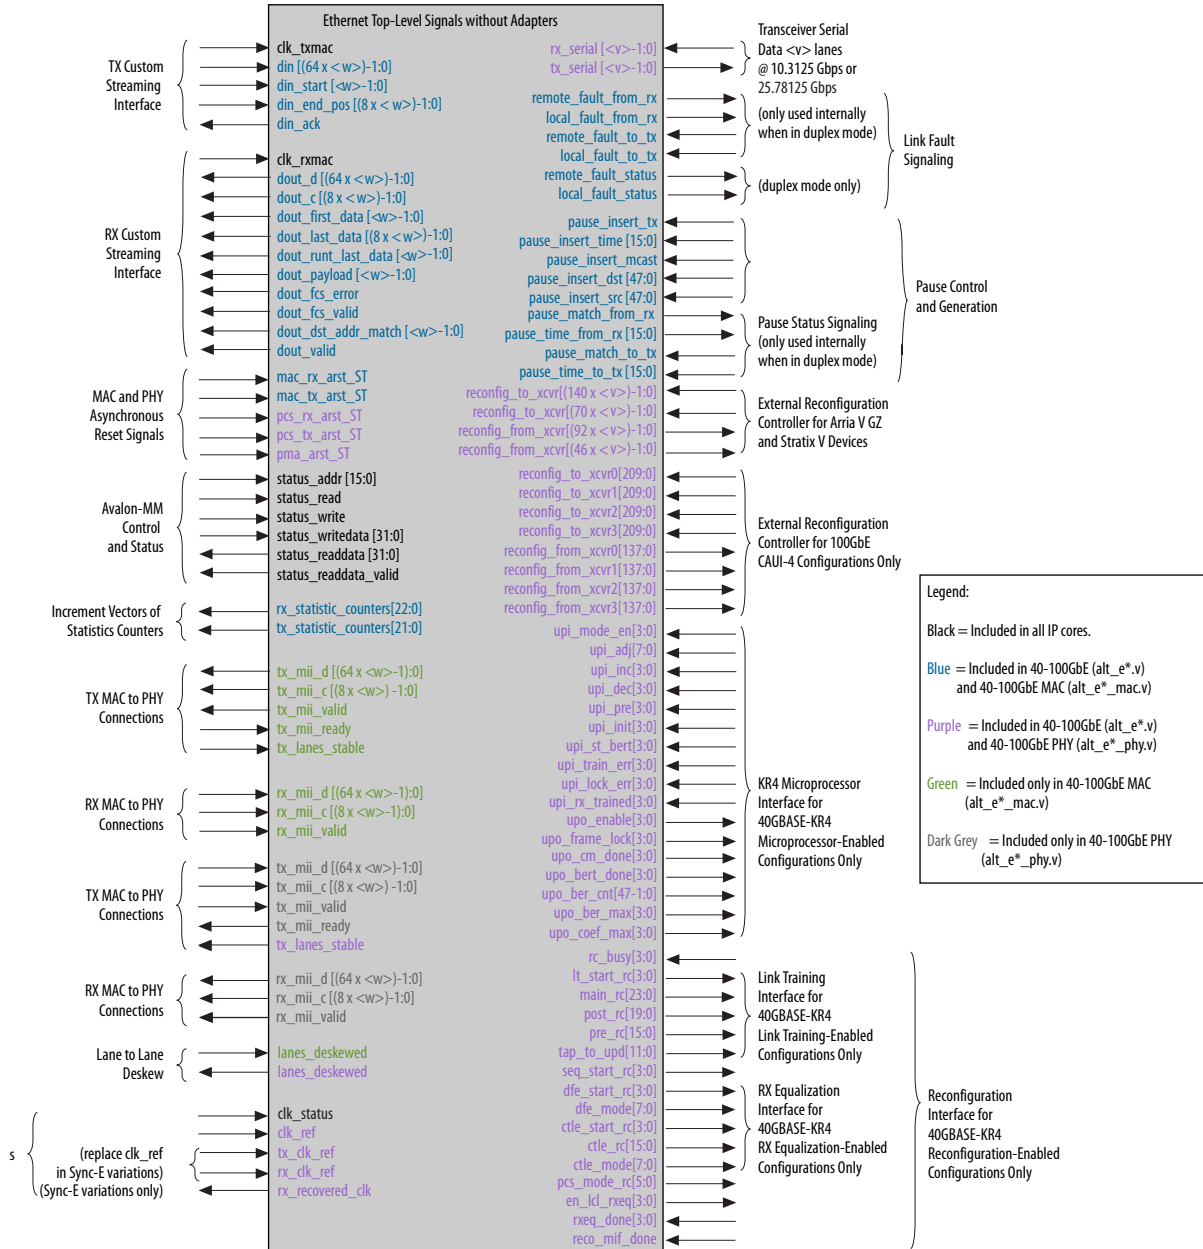 Ethernet Top-Level Signals without Adapters
TX Custom
Streaming
Interface
clk_txmac
din [(64 x < w>)-1:0]
din_start [<w>-1:0]
din_end_pos [(8 x < w>)-1:0]
din_ack
RX Custom
Streaming
Interface
clk_rxmac
dout_d [(64 x <w>)-1:0]
dout_c [(8 x <w>)-1:0]
dout_first_data [<w>-1:0]
dout_last_data [(8 x <w>)-1:0]
dout_runt_last_data [<w>-1:0]
dout_payload [<w>-1:0]
dout_fcs_error
dout_fcs_valid
dout_dst_addr_match [<w>-1:0]
dout_valid
MAC and PHY
Asynchronous
Reset Signals
mac_rx_arst_ST
mac_tx_arst_ST
pcs_rx_arst_ST
pcs_tx_arst_ST
pma_arst_ST
Avalon-MM
Control
and Status
status_addr [15:0]
status_read
status_write
status_writedata [31:0]
status_readdata [31:0]
status_readdata_valid
Increment Vectors of
Statistics Counters
rx_statistic_counters[22:0]
tx_statistic_counters[21:0]
TX MAC to PHY
Connections
tx_mii_d [(64 x <w>-1):0]
tx_mii_c [(8 x <w>) -1:0]
tx_mii_valid
tx_mii_ready
tx_lanes_stable
RX MAC to PHY
Connections
rx_mii_d [(64 x <w>-1):0]
rx_mii_c [(8 x <w>-1):0]
rx_mii_valid
TX MAC to PHY
Connections
tx_mii_d [(64 x <w>)-1:0]
tx_mii_c [(8 x <w>) -1:0]
tx_mii_valid
tx_mii_ready
tx_lanes_stable
RX MAC to PHY
Connections
rx_mii_d [(64 x <w>)-1:0]
rx_mii_c [(8 x <w>)-1:0]
rx_mii_valid
Lane to Lane
Deskew
lanes_deskewed
lanes_deskewed
s
(replace clk_ref
in Sync-E variations)
(Sync-E variations only)
clk_status
clk_ref
tx_clk_ref
rx_clk_ref
rx_recovered_clk
rx_serial [<v>-1:0]
tx_serial [<v>-1:0]
Transceiver Serial
Data <v> lanes
@ 10.3125 Gbps or
25.78125 Gbps
remote_fault_from_rx
local_fault_from_rx
remote_fault_to_tx
local_fault_to_tx
remote_fault_status
local_fault_status
(only used internally
when in duplex mode)
(duplex mode only)
Link Fault
Signaling
pause_insert_tx
pause_insert_time [15:0]
pause_insert_mcast
pause_insert_dst [47:0]
pause_insert_src [47:0]
pause_match_from_rx
pause_time_from_rx [15:0]
pause_match_to_tx
pause_time_to_tx [15:0]
Pause Status Signaling
(only used internally
when in duplex mode)
Pause Control
and Generation
reconfig_to_xcvr[(140 x <v>)-1:0]
reconfig_to_xcvr[(70 x <v>)-1:0]
reconfig_from_xcvr[(92 x <v>)-1:0]
reconfig_from_xcvr[(46 x <v>)-1:0]
External Reconfiguration
Controller for Arria V GZ
and Stratix V Devices
reconfig_to_xcvr0[209:0]
reconfig_to_xcvr1[209:0]
reconfig_to_xcvr2[209:0]
reconfig_to_xcvr3[209:0]
reconfig_from_xcvr0[137:0]
reconfig_from_xcvr1[137:0]
reconfig_from_xcvr2[137:0]
reconfig_from_xcvr3[137:0]
External Reconfiguration
Controller for 100GbE
CAUI-4 Configurations Only
upi_mode_en[3:0]
upi_adj[7:0]
upi_inc[3:0]
upi_dec[3:0]
upi_pre[3:0]
upi_init[3:0]
upi_st_bert[3:0]
upi_train_err[3:0]
upi_lock_err[3:0]
upi_rx_trained[3:0]
upo_enable[3:0]
upo_frame_lock[3:0]
upo_cm_done[3:0]
upo_bert_done[3:0]
upo_ber_cnt[47-1:0]
upo_ber_max[3:0]
upo_coef_max[3:0]
KR4 Microprocessor
Interface for
40GBASE-KR4
Microprocessor-Enabled
Configurations Only
rc_busy[3:0]
lt_start_rc[3:0]
main_rc[23:0]
post_rc[19:0]
pre_rc[15:0]
tap_to_upd[11:0]
seq_start_rc[3:0]
dfe_start_rc[3:0]
dfe_mode[7:0]
ctle_start_rc[3:0]
ctle_rc[15:0]
ctle_mode[7:0]
pcs_mode_rc[5:0]
en_lcl_rxeq[3:0]
rxeq_done[3:0]
reco_mif_done
Link Training
Interface for
40GBASE-KR4
Link Training-Enabled
Configurations Only
RX Equalization
Interface for
40GBASE-KR4
RX Equalization-Enabled
Configurations Only
Reconfiguration
Interface for
40GBASE-KR4
Reconfiguration-Enabled
Configurations Only
Legend:
Black = Included in all IP cores.
Blue = Included in 40-100GbE (alt_e*.v)
and 40-100GbE MAC (alt_e*_mac.v)
Purple = Included in 40-100GbE (alt_e*.v)
and 40-100GbE PHY (alt_e*_phy.v)
Green = Included only in 40-100GbE MAC
(alt_e*_mac.v)
Dark Grey = Included only in 40-100GbE PHY
(alt_e*_phy.v)